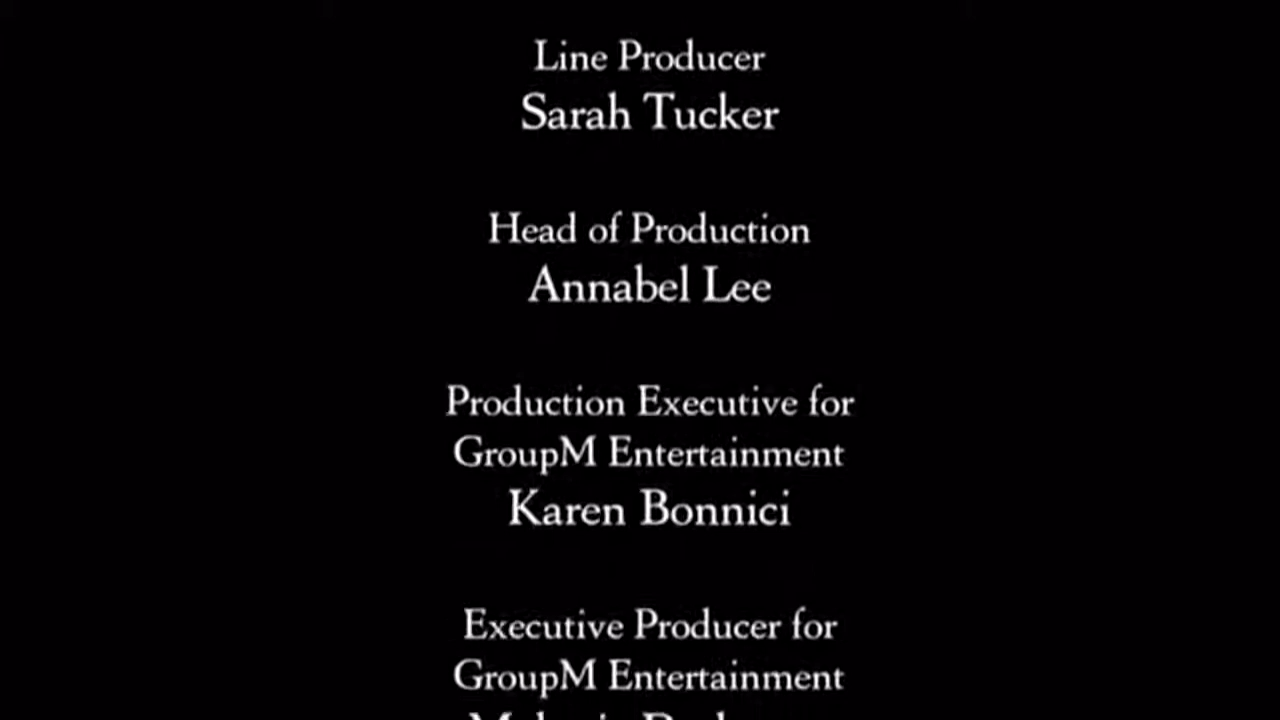 Line Producer
Sarah Tucker
Head of Production
Annabel Lee
Production Executive for
GroupM Entertainment
Karen Bonnici
Executive Producer for
GroupM Entertainment